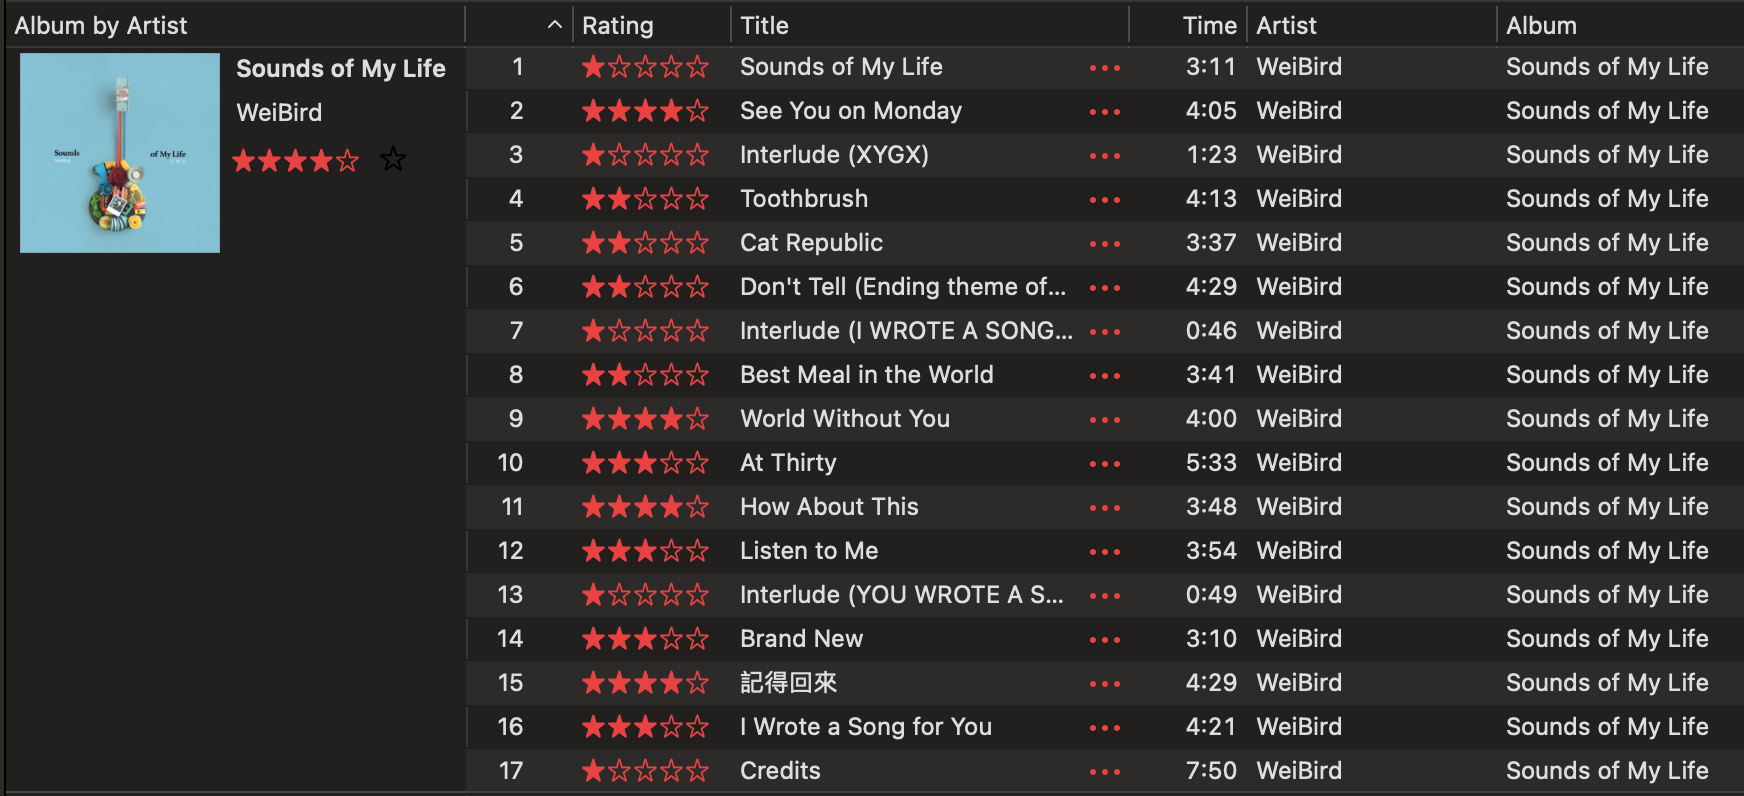 Album by Artist Rating Title Time Artist Album
Sounds of My Life
WeiBird
Sounds of My Life
1 Sounds of My Life 3:11 WeiBird Sounds of My Life
2 See You on Monday 4:05 WeiBird Sounds of My Life
3 Interlude (XYGX) 1:23 WeiBird Sounds of My Life
4 Toothbrush 4:13 WeiBird Sounds of My Life
5 Cat Republic 3:37 WeiBird Sounds of My Life
6 Don't Tell (Ending theme of... 4:29 WeiBird Sounds of My Life
7 Interlude (I WROTE A SONG... 0:46 WeiBird Sounds of My Life
8 Best Meal in the World 3:41 WeiBird Sounds of My Life
9 World Without You 4:00 WeiBird Sounds of My Life
10 At Thirty 5:33 WeiBird Sounds of My Life
11 How About This 3:48 WeiBird Sounds of My Life
12 Listen to Me 3:54 WeiBird Sounds of My Life
13 Interlude (YOU WROTE A S... 0:49 WeiBird Sounds of My Life
14 Brand New 3:10 WeiBird Sounds of My Life
15 記得回來 4:29 WeiBird Sounds of My Life
16 I Wrote a Song for You 4:21 WeiBird Sounds of My Life
17 Credits 7:50 WeiBird Sounds of My Life